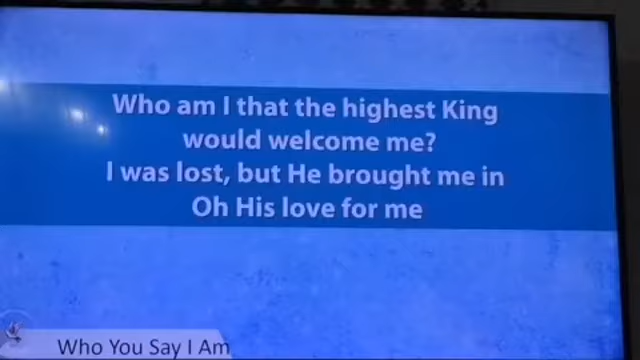 Who am I that the highest King
would welcome me?
I was lost, but He brought me in
Oh His love for me
Who You Say I Am